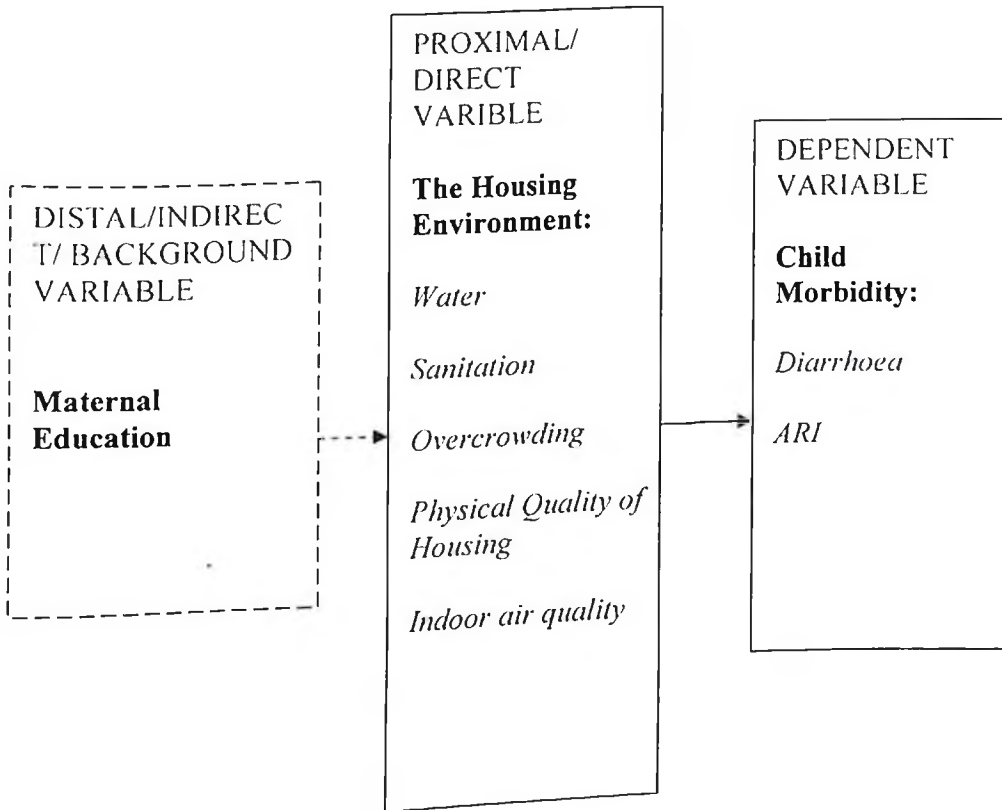 DISTAL/INDIREC
T/ BACKGROUND
VARIABLE
Maternal
Education
PROXIMAL/
DIRECT
VARIBLE
The Housing
Environment:
Water
Sanitation
Overcrowding
Physical Quality of
Housing
Indoor air quality
DEPENDENT
VARIABLE
Child
Morbidity:
Diarrhoea
ARI